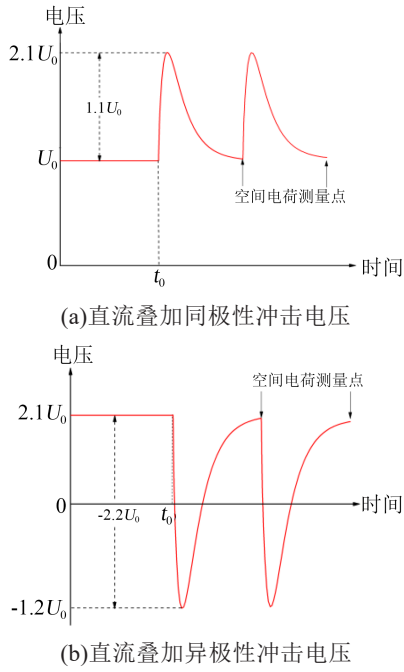 电压
2.1U₀
1.1U₀
U₀
空间电荷测量点
0
t₀
时间
(a)直流叠加同极性冲击电压
电压
空间电荷测量点
2.1U₀
0
-2.2U₀
t₀
时间
-1.2U₀
(b)直流叠加异极性冲击电压